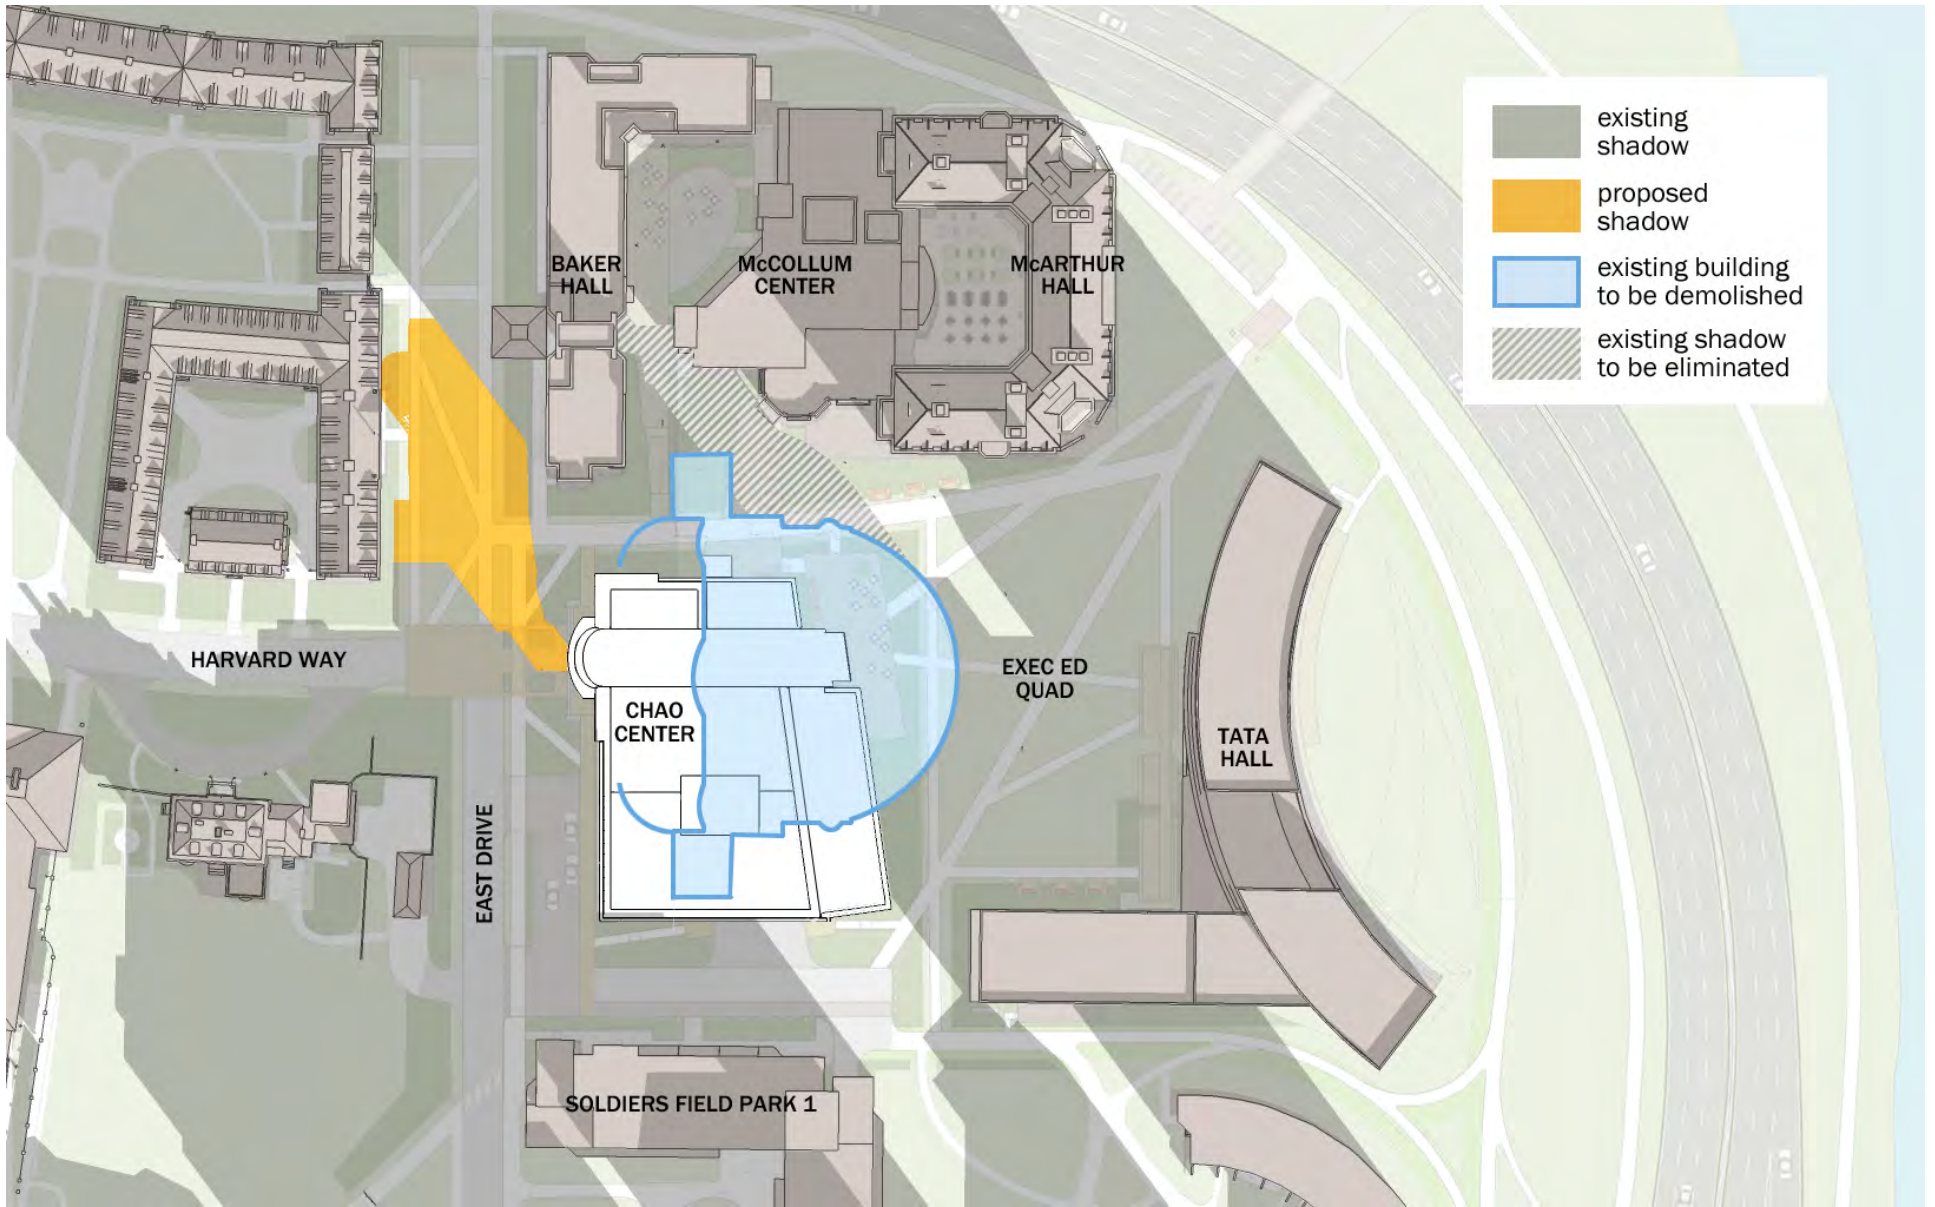 existing
shadow
proposed
shadow
existing building
to be demolished
existing shadow
to be eliminated
BAKER
HALL
McCOLLUM
CENTER
McARTHUR
HALL
HARVARD WAY
CHAO
CENTER
EXEC ED
QUAD
TATA
HALL
EAST DRIVE
SOLDIERS FIELD PARK 1